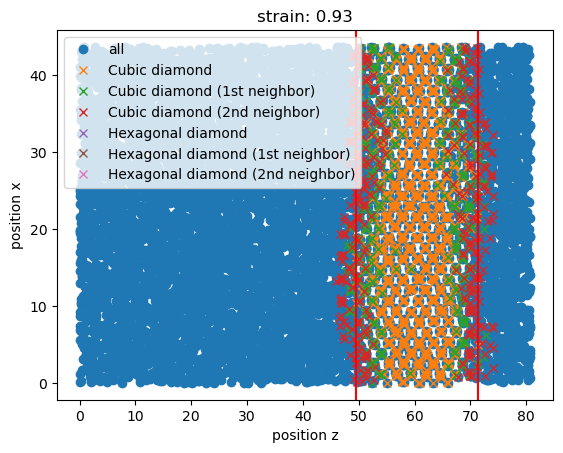 strain: 0.93
all
Cubic diamond
Cubic diamond (1st neighbor)
Cubic diamond (2nd neighbor)
Hexagonal diamond
Hexagonal diamond (1st neighbor)
Hexagonal diamond (2nd neighbor)
position x
40
30
20
10
0
0 10 20 30 40 50 60 70 80
position z